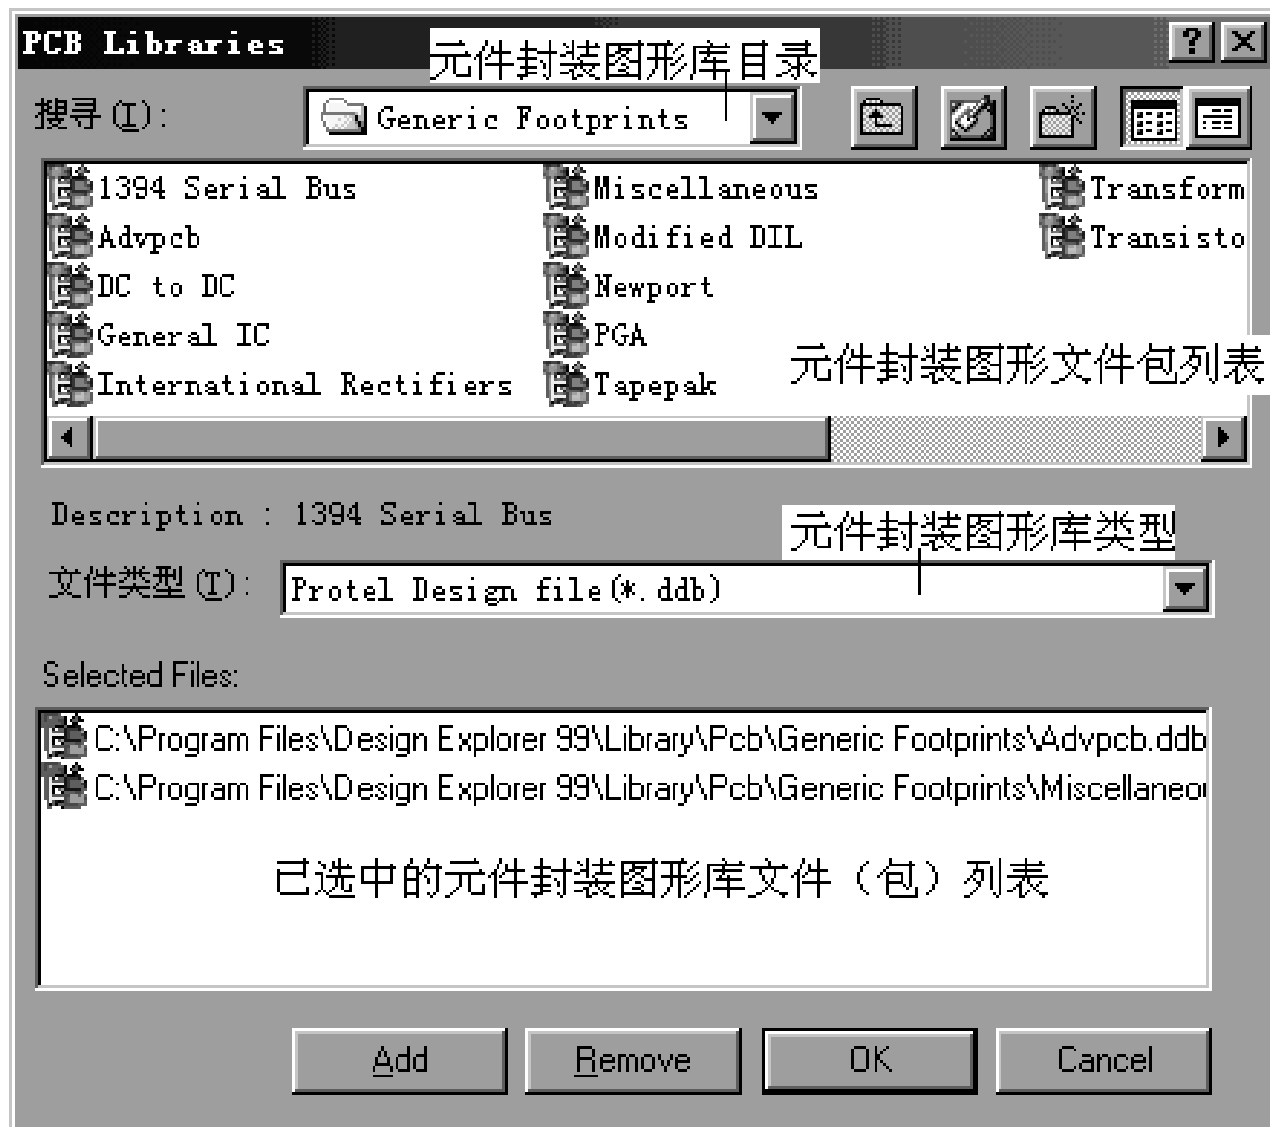 PCB Libraries
元件封装图形库目录
搜寻(I):
Generic Footprints
1394 Serial Bus
Miscellaneous
Transform
Advpcb
Modified DIL
Transisto
DC to DC
Newport
General IC
PGA
元件封装图形文件包列表
International Rectifiers
Tapepak
Description : 1394 Serial Bus
元件封装图形库类型
文件类型(T):
Protel Design file(*.ddb)
Selected Files:
C:\Program Files\Design Explorer 99\Library\Pcb\Generic Footprints\Advpcb.ddb
C:\Program Files\Design Explorer 99\Library\Pcb\Generic Footprints\Miscellaneou
已选中的元件封装图形库文件（包）列表
Add
Remove
OK
Cancel